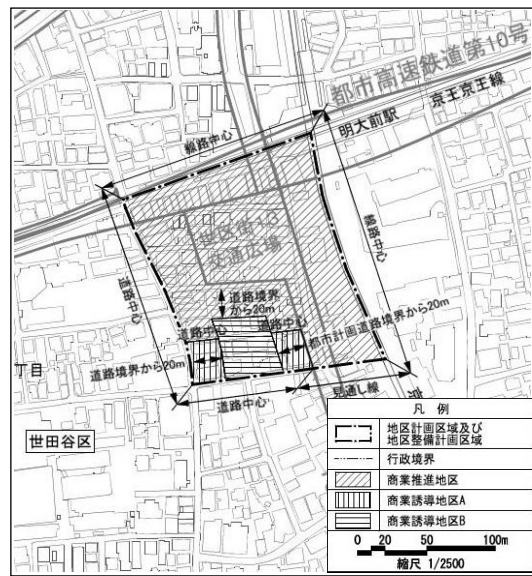 都市高速鉄道第10号
京王京王線
明大前駅
線路中心
世区街10
交通広場
線路中心
道路中心
道路境界
から20m
道路中心
道路中心
都市計画道路境界から20m
道路境界から20m
丁目
道路中心
見通し線
京
世田谷区
凡 例
地区計画区域及び
地区整備計画区域
行政境界
商業推進地区
商業誘導地区A
商業誘導地区B
0 20 50 100m
縮尺 1/2500